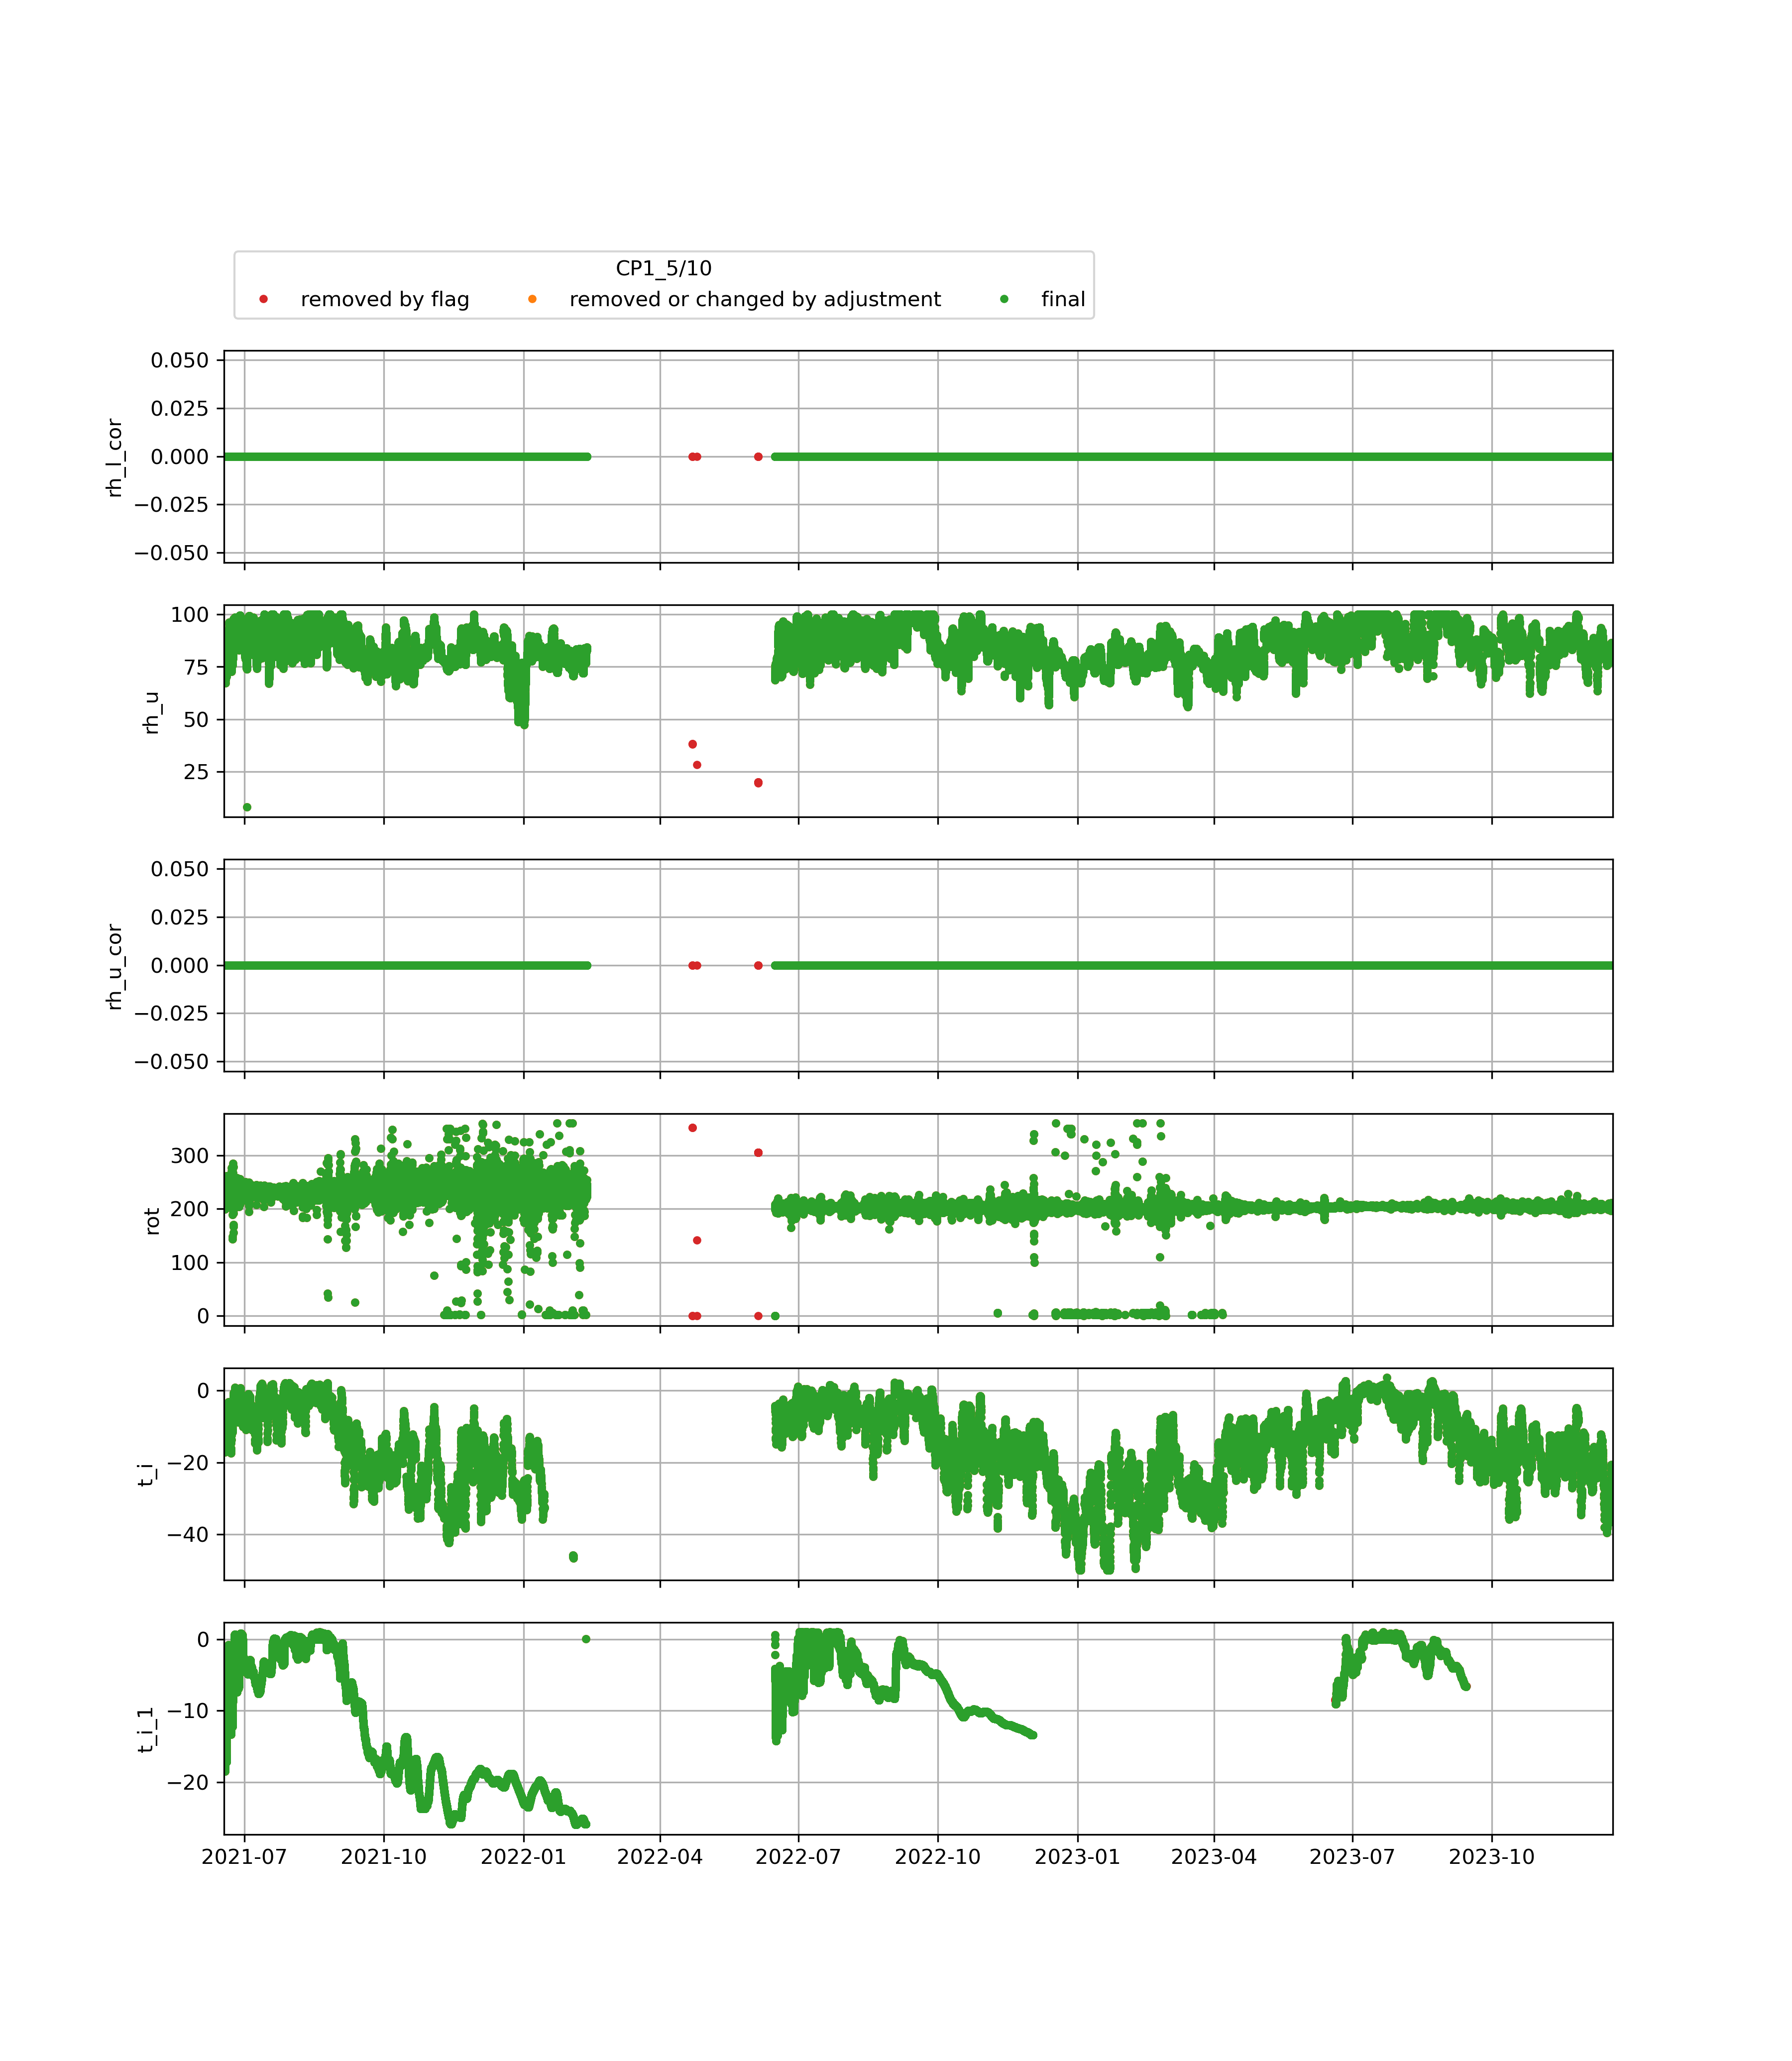 CP1_5/10
removed by flag removed or changed by adjustment final
0.050
0.025
0.000
−0.025
−0.050
rh_l_cor
100
75
50
25
rh_u
0.050
0.025
0.000
−0.025
−0.050
rh_u_cor
300
200
100
0
rot
0
−20
−40
t_i
0
−10
−20
t_i_1
2021-07 2021-10 2022-01 2022-04 2022-07 2022-10 2023-01 2023-04 2023-07 2023-10